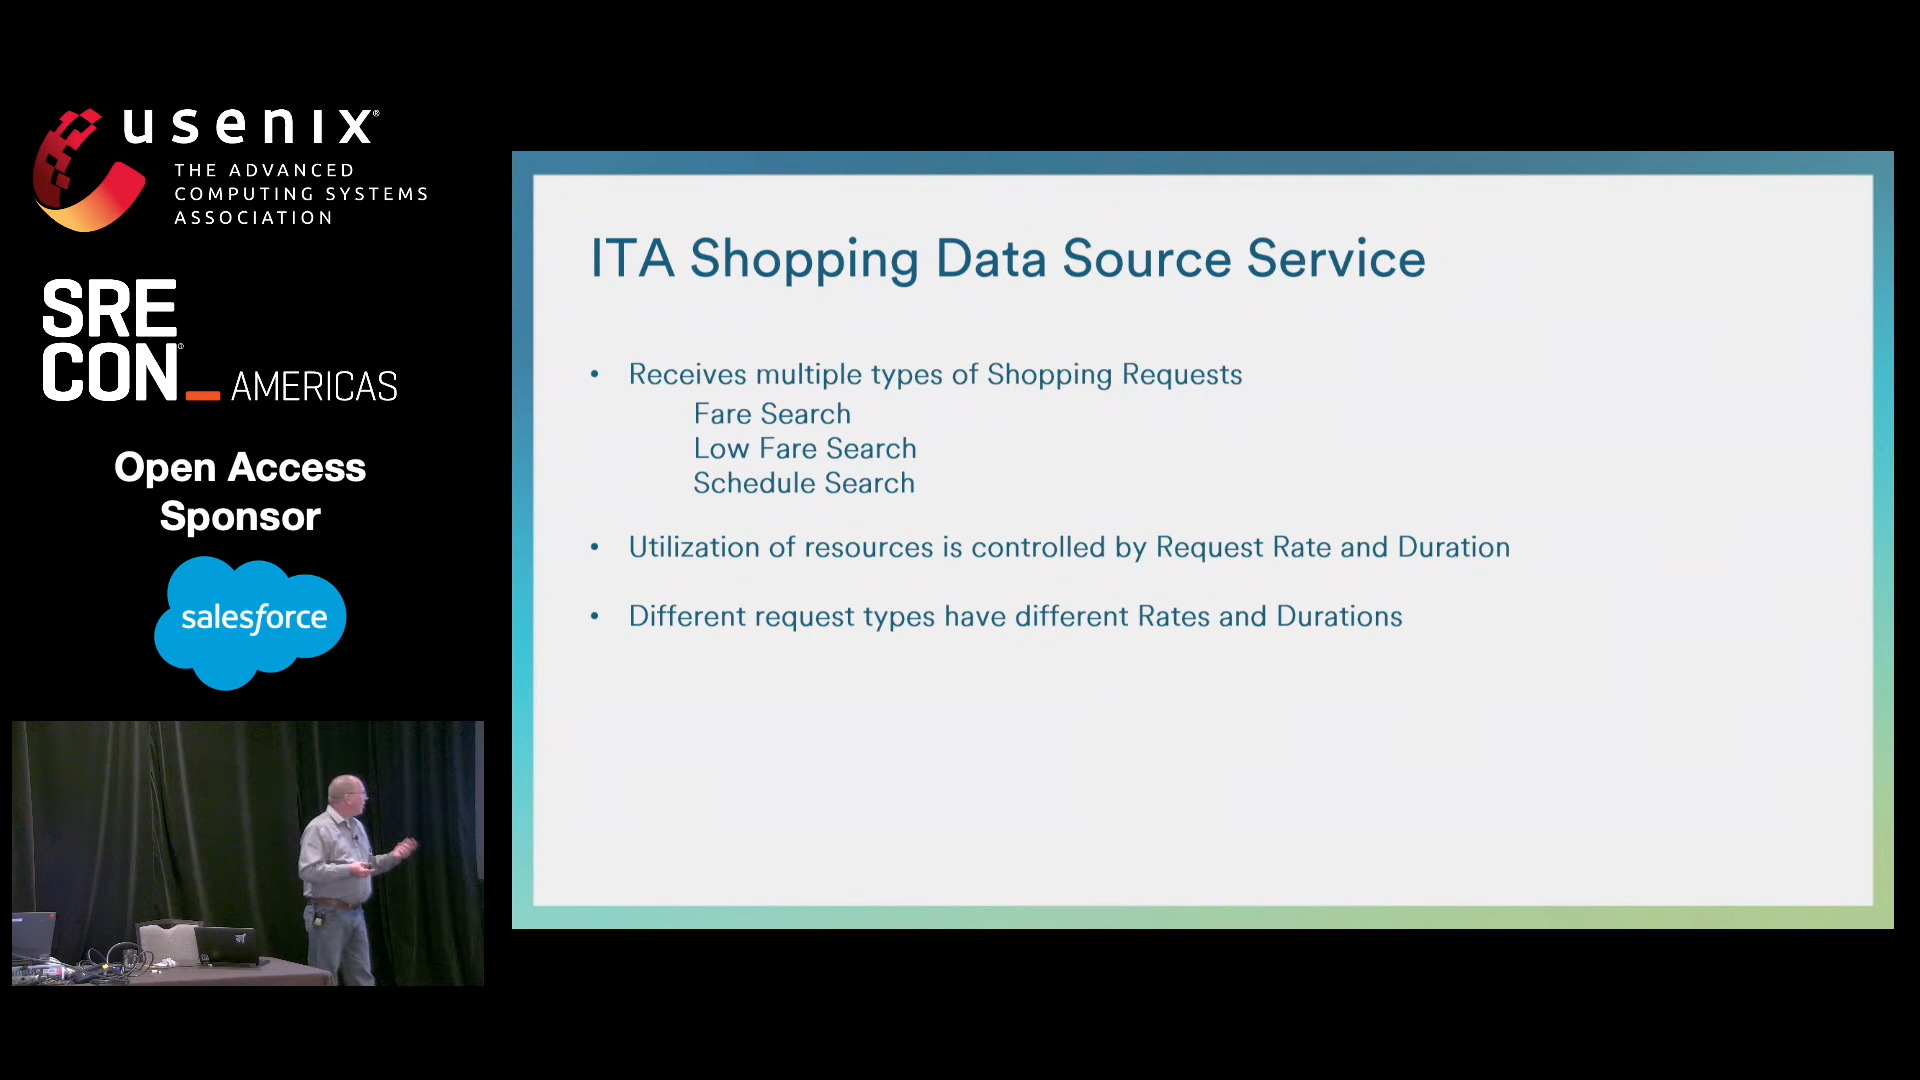 usenix®
THE ADVANCED
COMPUTING SYSTEMS
ASSOCIATION
SRE
CON®_AMERICAS
Open Access
Sponsor
salesforce
ITA Shopping Data Source Service
• Receives multiple types of Shopping Requests
Fare Search
Low Fare Search
Schedule Search
• Utilization of resources is controlled by Request Rate and Duration
• Different request types have different Rates and Durations